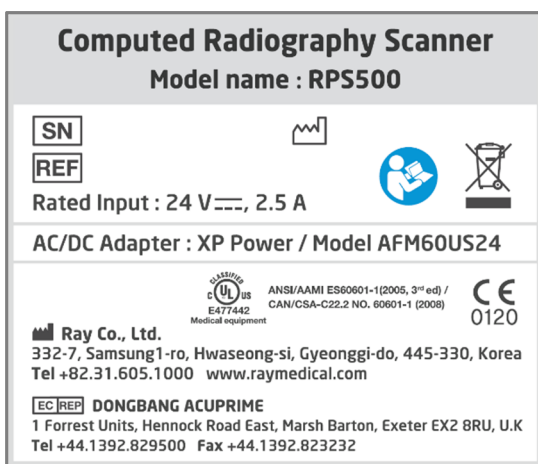 Computed Radiography Scanner
Model name : RPS500
SN
REF
Rated Input : 24 V⎓, 2.5 A
AC/DC Adapter : XP Power / Model AFM60US24
CLASSIFIED
C UL US
E477442
Medical equipment
ANSI/AAMI ES60601-1(2005, 3rd ed) /
CAN/CSA-C22.2 NO. 60601-1 (2008)
CE
0120
Ray Co., Ltd.
332-7, Samsung1-ro, Hwaseong-si, Gyeonggi-do, 445-330, Korea
Tel +82.31.605.1000 www.raymedical.com
EC REP DONGBANG ACUPRIME
1 Forrest Units, Hennock Road East, Marsh Barton, Exeter EX2 8RU, U.K
Tel +44.1392.829500 Fax +44.1392.823232